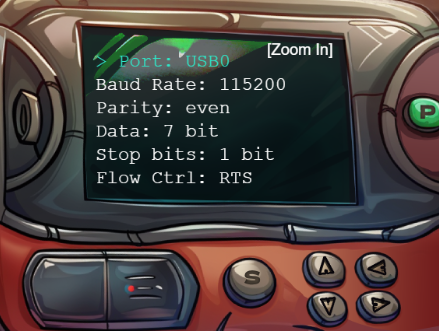 [Zoom In]
> Port: USB0
Baud Rate: 115200
Parity: even
Data: 7 bit
Stop bits: 1 bit
Flow Ctrl: RTS
P
S